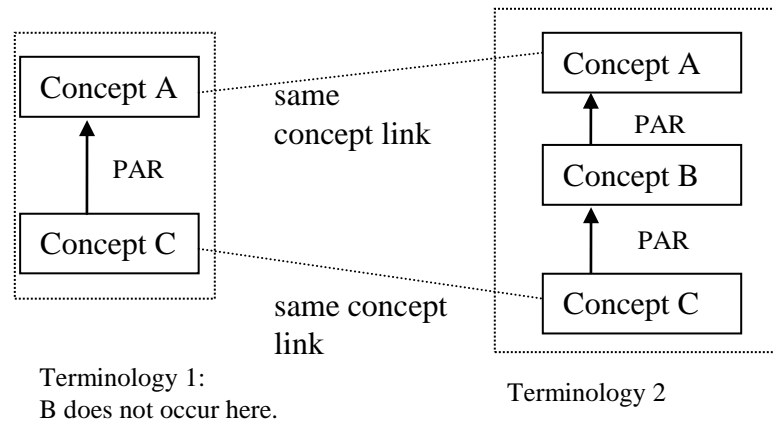 Concept A
PAR
Concept C
same
concept link
same concept
link
Concept A
PAR
Concept B
PAR
Concept C
Terminology 1:
B does not occur here.
Terminology 2